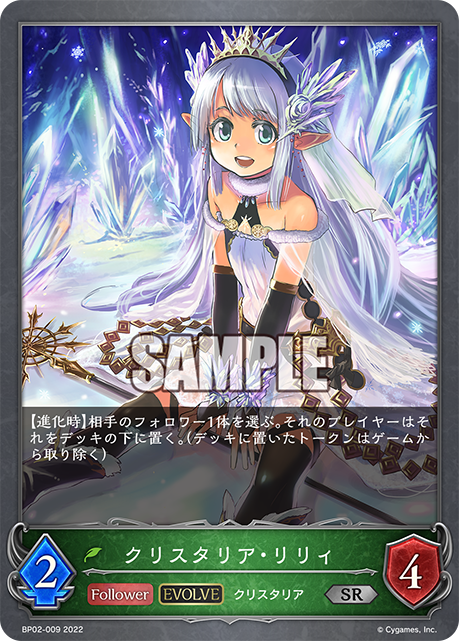 SAMPLE
【進化時】相手のフォロワー1体を選ぶ。それのプレイヤーはそ
れをデッキの下に置く。(デッキに置いたトークンはゲームか
ら取り除く)
クリスタリア・リリィ
2
Follower EVOLVE クリスタリア SR
4
BP02-009 2022 © Cygames, Inc.